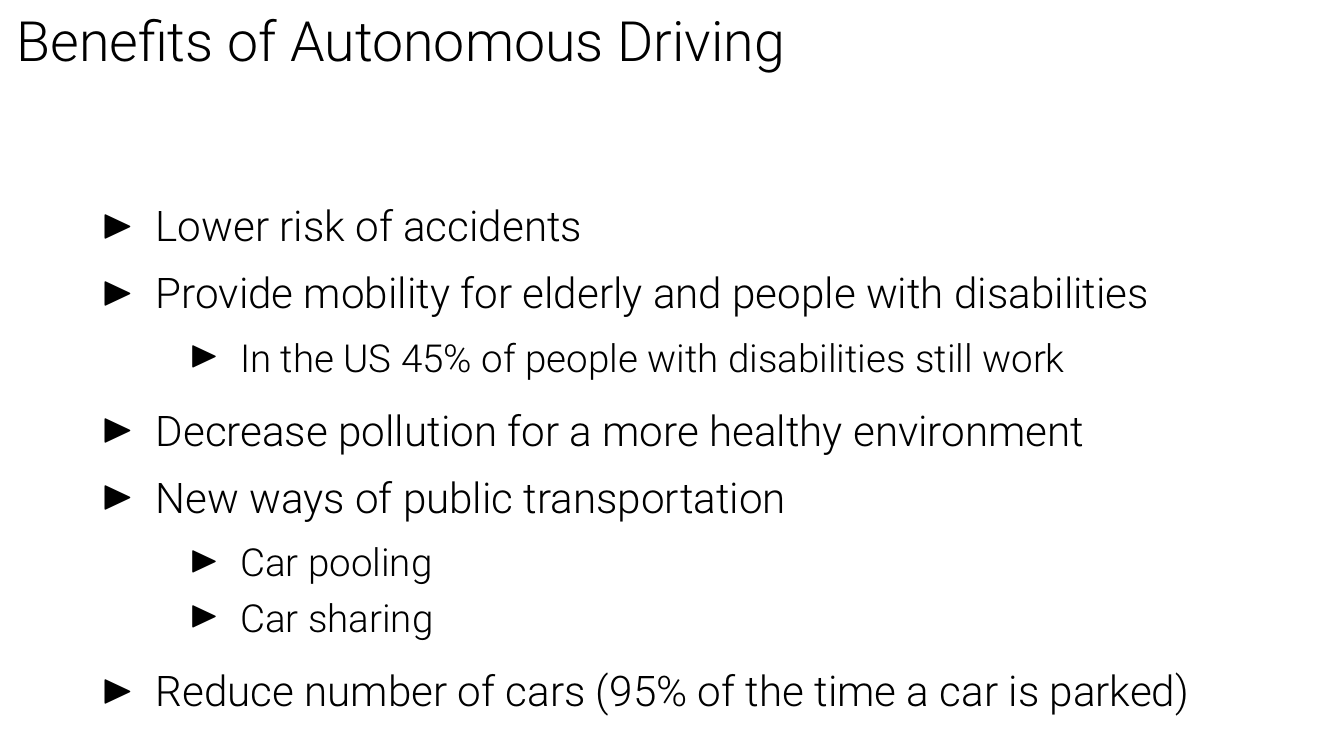 Benefits of Autonomous Driving
► Lower risk of accidents
► Provide mobility for elderly and people with disabilities
► In the US 45% of people with disabilities still work
► Decrease pollution for a more healthy environment
► New ways of public transportation
► Car pooling
► Car sharing
► Reduce number of cars (95% of the time a car is parked)